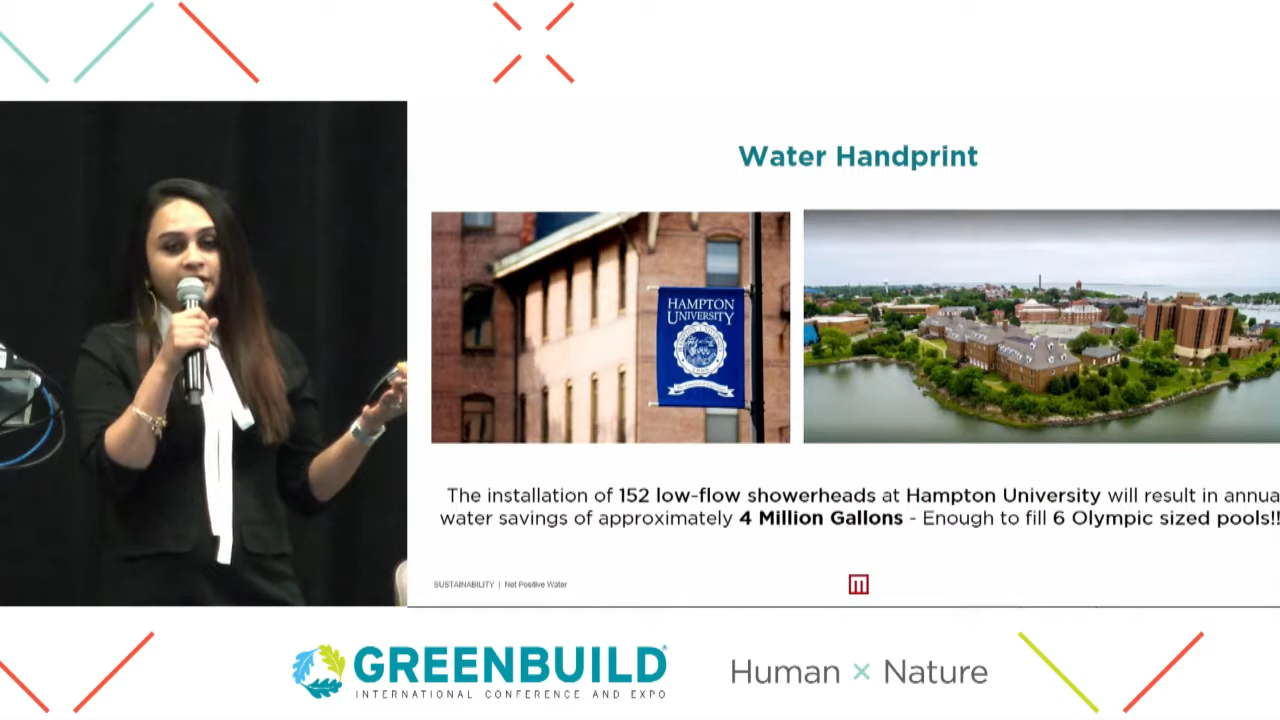 Water Handprint
HAMPTON
UNIVERSITY
The installation of 152 low-flow showerheads at Hampton University will result in annua
water savings of approximately 4 Million Gallons - Enough to fill 6 Olympic sized pools!!
SUSTAINABILITY | Net Positive Water
GREENBUILD
INTERNATIONAL CONFERENCE AND EXPO
Human × Nature